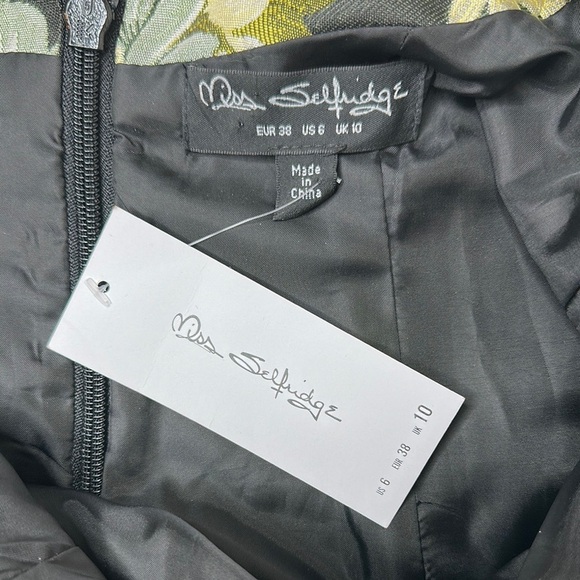 Miss Selfridge
EUR 38 US 6 UK 10
Made
in
China
Miss Selfridge
US 6 EUR 38 UK 10